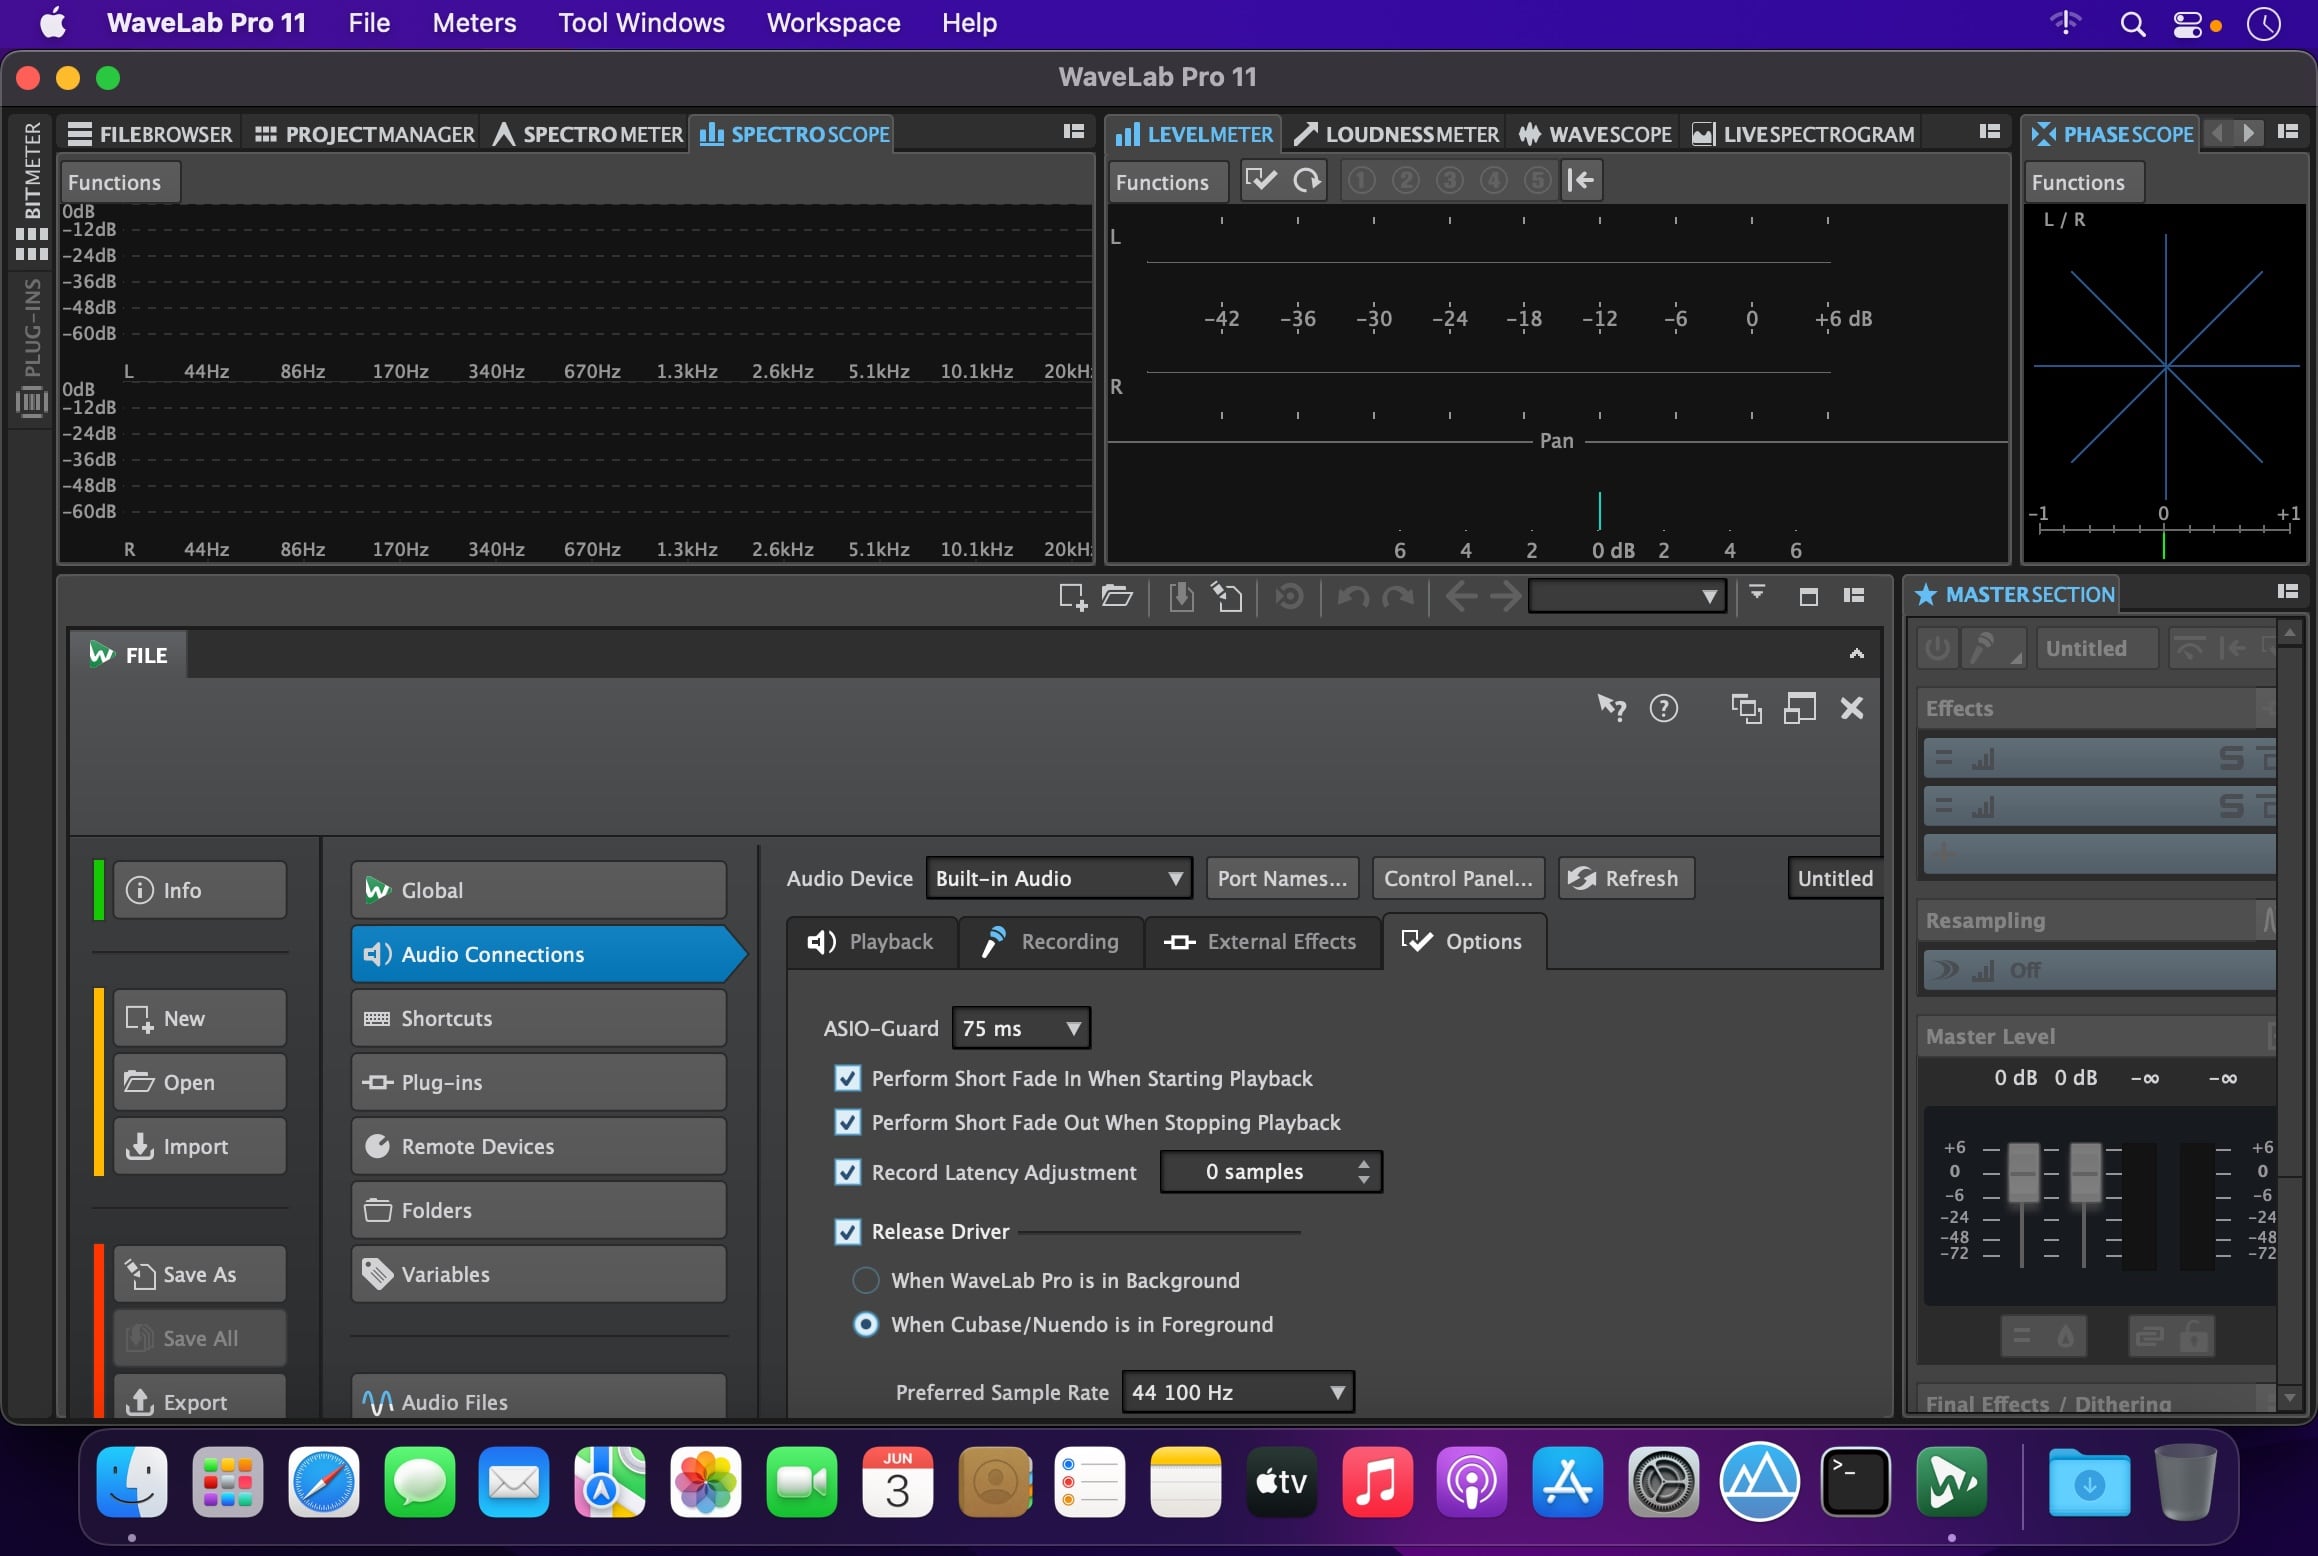 WaveLab Pro 11 File Meters Tool Windows Workspace Help
WaveLab Pro 11
BITMETER
PLUG-INS
FILEBROWSER PROJECTMANAGER SPECTROMETER SPECTROSCOPE
Functions
0dB
-12dB
-24dB
-36dB
-48dB
-60dB
L 44Hz 86Hz 170Hz 340Hz 670Hz 1.3kHz 2.6kHz 5.1kHz 10.1kHz 20kH
0dB
-12dB
-24dB
-36dB
-48dB
-60dB
R 44Hz 86Hz 170Hz 340Hz 670Hz 1.3kHz 2.6kHz 5.1kHz 10.1kHz 20kH
LEVELMETER LOUDNESSMETER WAVESCOPE LIVESPECTROGRAM
Functions 1 2 3 4 5
L
-42 -36 -30 -24 -18 -12 -6 0 +6 dB
R
Pan
6 4 2 0 dB 2 4 6
PHASESCOPE
Functions
L / R
-1 0 +1
FILE
Info
New
Open
Import
Save As
Save All
Export
Global
Audio Connections
Shortcuts
Plug-ins
Remote Devices
Folders
Variables
Audio Files
Audio Device Built-in Audio Port Names... Control Panel... Refresh Untitled
Playback Recording External Effects Options
ASIO-Guard 75 ms
Perform Short Fade In When Starting Playback
Perform Short Fade Out When Stopping Playback
Record Latency Adjustment 0 samples
Release Driver
When WaveLab Pro is in Background
When Cubase/Nuendo is in Foreground
Preferred Sample Rate 44 100 Hz
MASTERSECTION
Untitled
Effects
S
S
Resampling
Off
Master Level
0 dB 0 dB -∞ -∞
+6 +6
0 0
-6 -6
-24 -24
-48 -48
-72 -72
Final Effects / Dithering
JUN
3
tv
>_